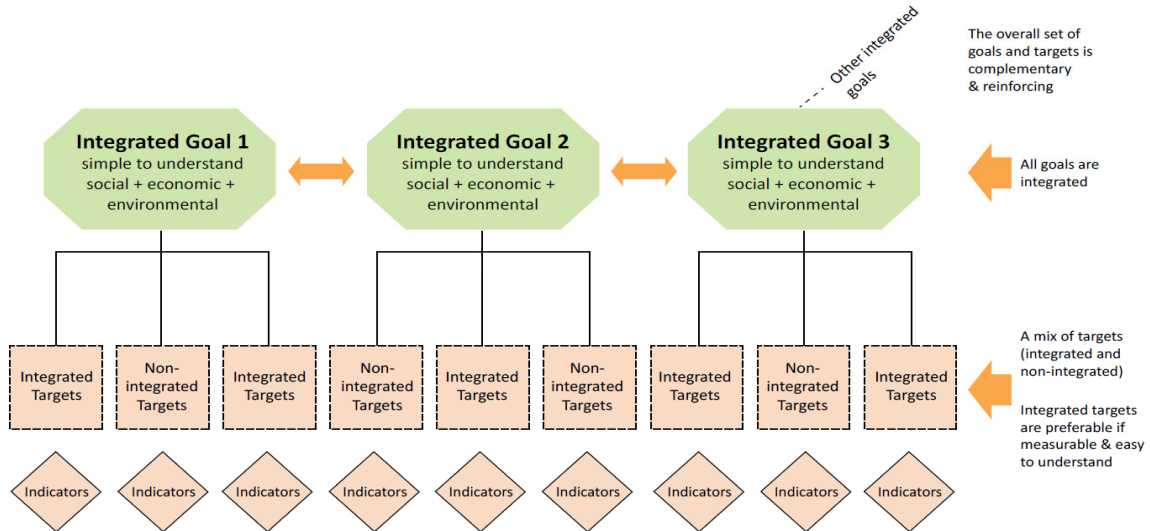 Other integrated
goals
The overall set of
goals and targets is
complementary
& reinforcing
Integrated Goal 1
simple to understand
social + economic +
environmental
Integrated Goal 2
simple to understand
social + economic +
environmental
Integrated Goal 3
simple to understand
social + economic +
environmental
All goals are
integrated
Integrated
Targets
Non-
integrated
Targets
Integrated
Targets
Non-
integrated
Targets
Integrated
Targets
Non-
integrated
Targets
Integrated
Targets
Non-
integrated
Targets
Integrated
Targets
A mix of targets
(integrated and
non-integrated)
Integrated targets
are preferable if
measurable & easy
to understand
Indicators
Indicators
Indicators
Indicators
Indicators
Indicators
Indicators
Indicators
Indicators